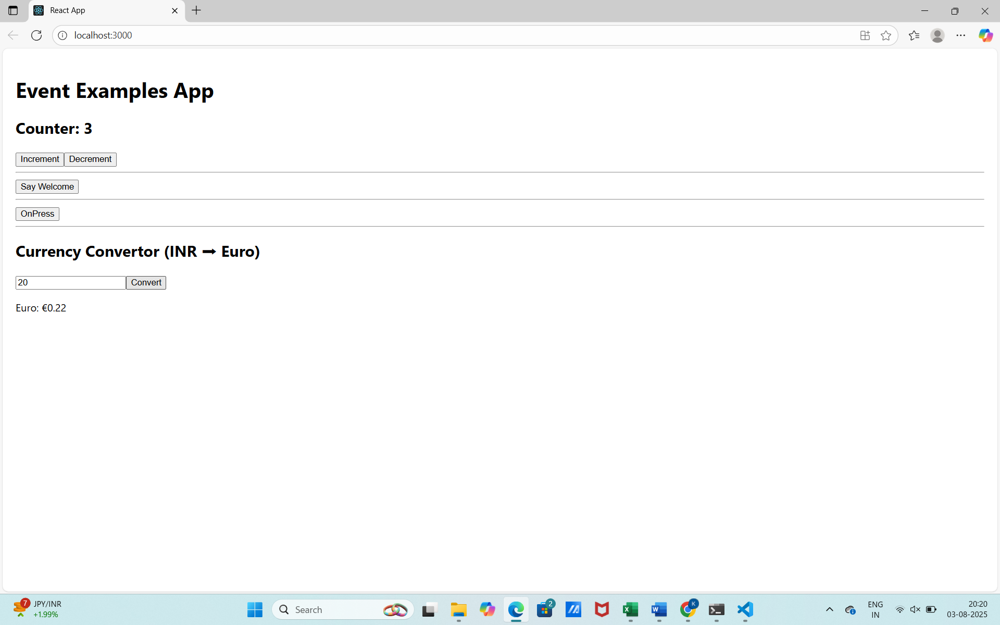 React App
localhost:3000
Event Examples App
Counter: 3
Increment Decrement
Say Welcome
OnPress
Currency Convertor (INR ➞ Euro)
20 Convert
Euro: €0.22
7 JPY/INR
+1.99%
Search
2
K
ENG
IN
20:20
03-08-2025